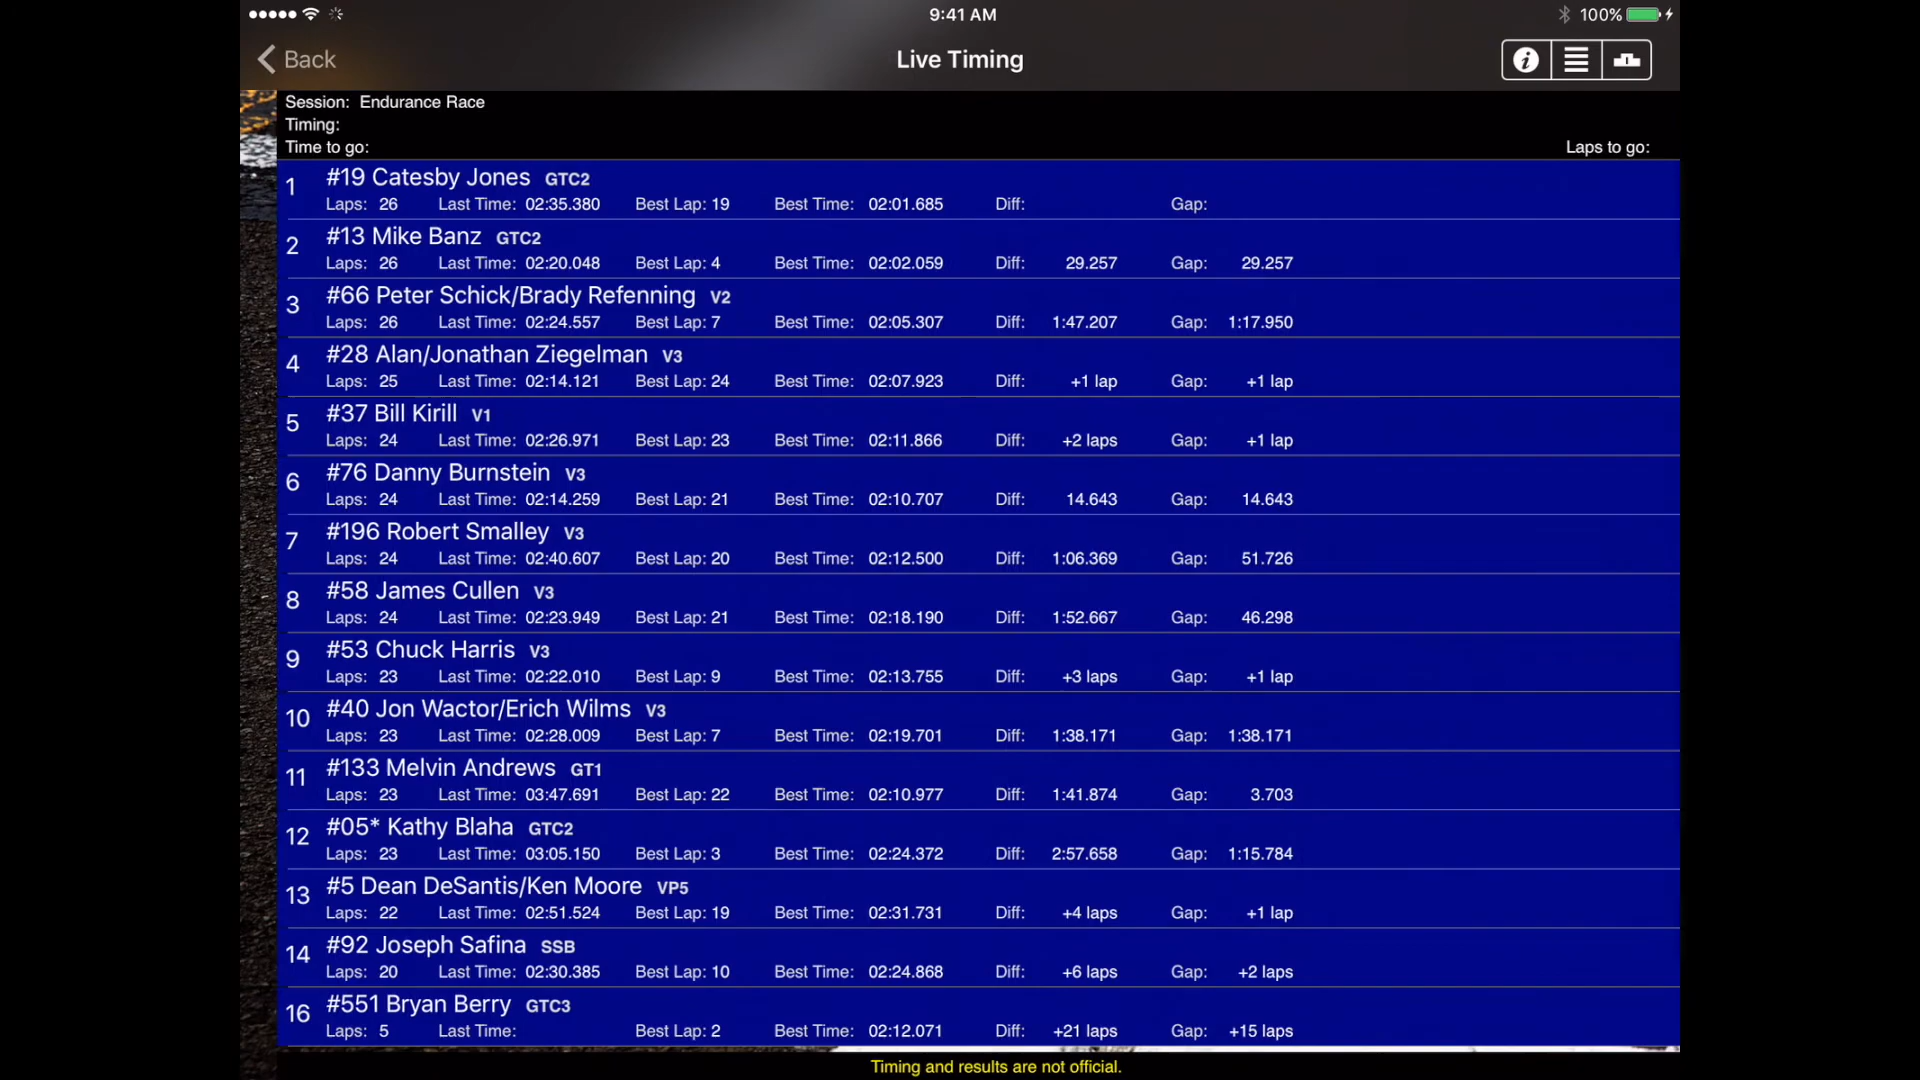 9:41 AM
100%
Back
Live Timing
Session: Endurance Race
Timing:
Time to go: Laps to go:
1 #19 Catesby Jones GTC2
Laps: 26 Last Time: 02:35.380 Best Lap: 19 Best Time: 02:01.685 Diff: Gap:
2 #13 Mike Banz GTC2
Laps: 26 Last Time: 02:20.048 Best Lap: 4 Best Time: 02:02.059 Diff: 29.257 Gap: 29.257
3 #66 Peter Schick/Brady Refenning V2
Laps: 26 Last Time: 02:24.557 Best Lap: 7 Best Time: 02:05.307 Diff: 1:47.207 Gap: 1:17.950
4 #28 Alan/Jonathan Ziegelman V3
Laps: 25 Last Time: 02:14.121 Best Lap: 24 Best Time: 02:07.923 Diff: +1 lap Gap: +1 lap
5 #37 Bill Kirill V1
Laps: 24 Last Time: 02:26.971 Best Lap: 23 Best Time: 02:11.866 Diff: +2 laps Gap: +1 lap
6 #76 Danny Burnstein V3
Laps: 24 Last Time: 02:14.259 Best Lap: 21 Best Time: 02:10.707 Diff: 14.643 Gap: 14.643
7 #196 Robert Smalley V3
Laps: 24 Last Time: 02:40.607 Best Lap: 20 Best Time: 02:12.500 Diff: 1:06.369 Gap: 51.726
8 #58 James Cullen V3
Laps: 24 Last Time: 02:23.949 Best Lap: 21 Best Time: 02:18.190 Diff: 1:52.667 Gap: 46.298
9 #53 Chuck Harris V3
Laps: 23 Last Time: 02:22.010 Best Lap: 9 Best Time: 02:13.755 Diff: +3 laps Gap: +1 lap
10 #40 Jon Wactor/Erich Wilms V3
Laps: 23 Last Time: 02:28.009 Best Lap: 7 Best Time: 02:19.701 Diff: 1:38.171 Gap: 1:38.171
11 #133 Melvin Andrews GT1
Laps: 23 Last Time: 03:47.691 Best Lap: 22 Best Time: 02:10.977 Diff: 1:41.874 Gap: 3.703
12 #05* Kathy Blaha GTC2
Laps: 23 Last Time: 03:05.150 Best Lap: 3 Best Time: 02:24.372 Diff: 2:57.658 Gap: 1:15.784
13 #5 Dean DeSantis/Ken Moore VP5
Laps: 22 Last Time: 02:51.524 Best Lap: 19 Best Time: 02:31.731 Diff: +4 laps Gap: +1 lap
14 #92 Joseph Safina SSB
Laps: 20 Last Time: 02:30.385 Best Lap: 10 Best Time: 02:24.868 Diff: +6 laps Gap: +2 laps
16 #551 Bryan Berry GTC3
Laps: 5 Last Time: Best Lap: 2 Best Time: 02:12.071 Diff: +21 laps Gap: +15 laps
Timing and results are not official.